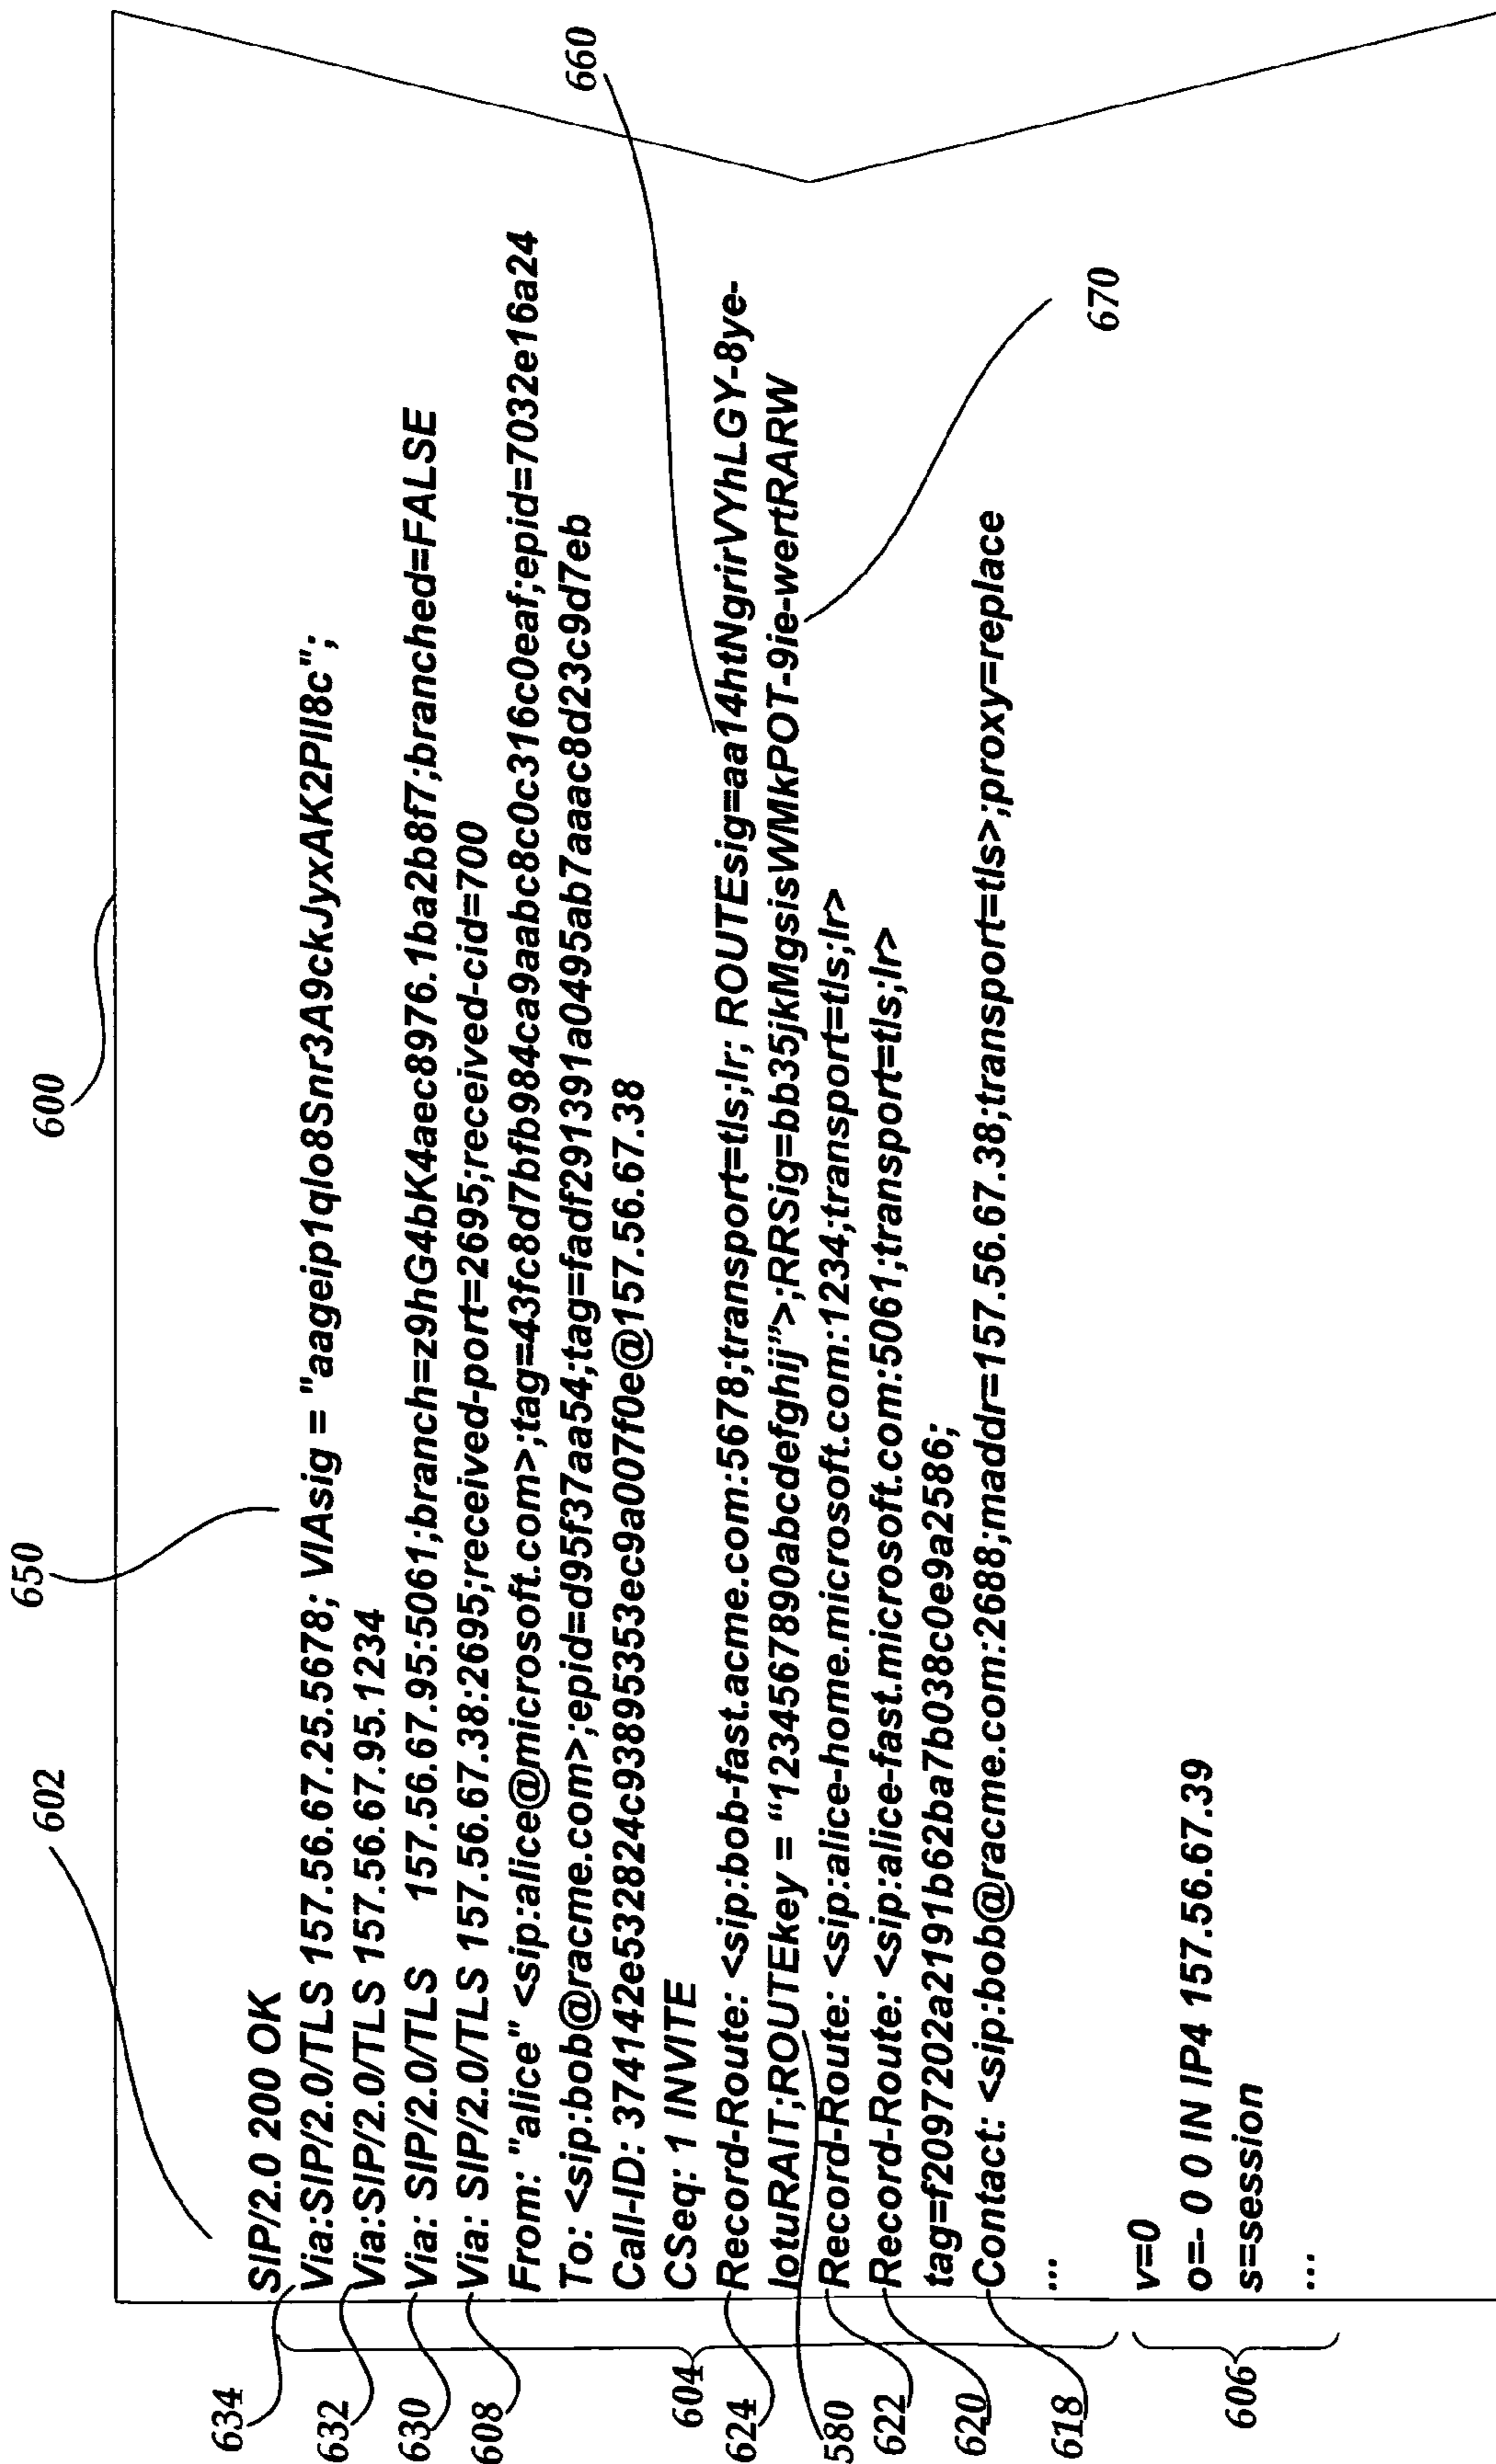 600
650
602
SIP/2.0 200 OK
634
Via:SIP/2.0/TLS 157.56.67.25.5678; VIAsig = "aageip1qlo8Snr3A9ckJyxAK2PlI8c";
632
Via:SIP/2.0/TLS 157.56.67.95.1234
630
Via: SIP/2.0/TLS 157.56.67.95:5061;branch=z9hG4bK4aec8976.1ba2b8f7;branched=FALSE
608
Via: SIP/2.0/TLS 157.56.67.38:2695;received-port=2695;received-cid=700
From: "alice" <sip:alice@microsoft.com>;tag=43fc8d7bfb984ca9aabc8c0c316c0eaf;epid=7032e16a24
To: <sip:bob@racme.com>;epid=d95f37aa54;tag=fadf291391a0495ab7aaac8d23c9d7eb
660
604
Call-ID: 374142e532824c93895353ec9a007f0e@157.56.67.38
CSeq: 1 INVITE
624
Record-Route: <sip:bob-fast.acme.com:5678;transport=tls;lr; ROUTEsig=aa14htNgrirVYhLGY-8ye-
580
lotuRAIT;ROUTEkey = “1234567890abcdefghij”>;RRSig=bb35jkMgsisWMkPOT-9ie-wertRARW
622
Record-Route: <sip:alice-home.microsoft.com:1234;transport=tls;lr>
620
Record-Route: <sip:alice-fast.microsoft.com:5061;transport=tls;lr>
tag=f2097202a2191b62ba7b038c0e9a2586;
618
Contact: <sip:bob@racme.com:2688;maddr=157.56.67.38;transport=tls>;proxy=replace
670
...
606
v=0
o=- 0 0 IN IP4 157.56.67.39
s=session
...